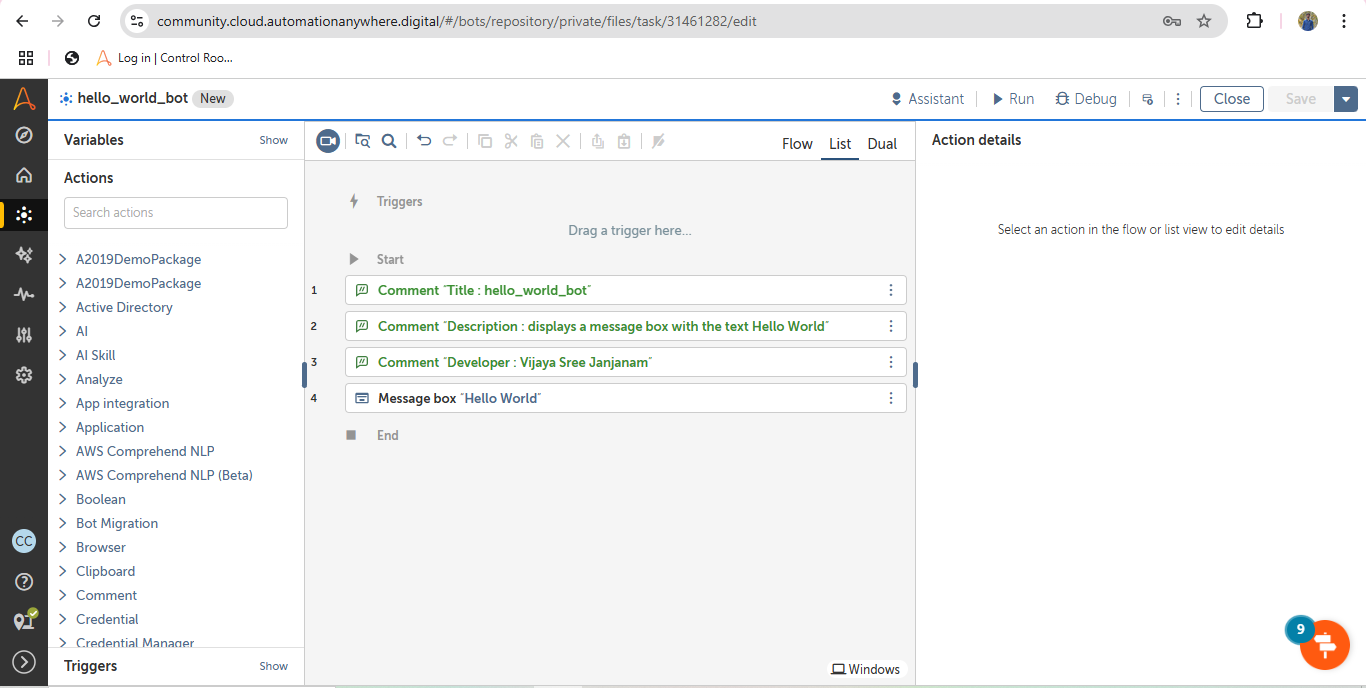 community.cloud.automationanywhere.digital/#/bots/repository/private/files/task/31461282/edit
Log in | Control Roo...
hello_world_bot New
Assistant Run Debug Close Save
Variables Show
Actions
Search actions
A2019DemoPackage
A2019DemoPackage
Active Directory
AI
AI Skill
Analyze
App integration
Application
AWS Comprehend NLP
AWS Comprehend NLP (Beta)
Boolean
Bot Migration
Browser
Clipboard
Comment
Credential
Credential Manager
Triggers Show
CC
Flow List Dual
Triggers
Drag a trigger here...
Start
1 Comment "Title : hello_world_bot"
2 Comment "Description : displays a message box with the text Hello World"
3 Comment "Developer : Vijaya Sree Janjanam"
4 Message box "Hello World"
End
Windows
Action details
Select an action in the flow or list view to edit details
9